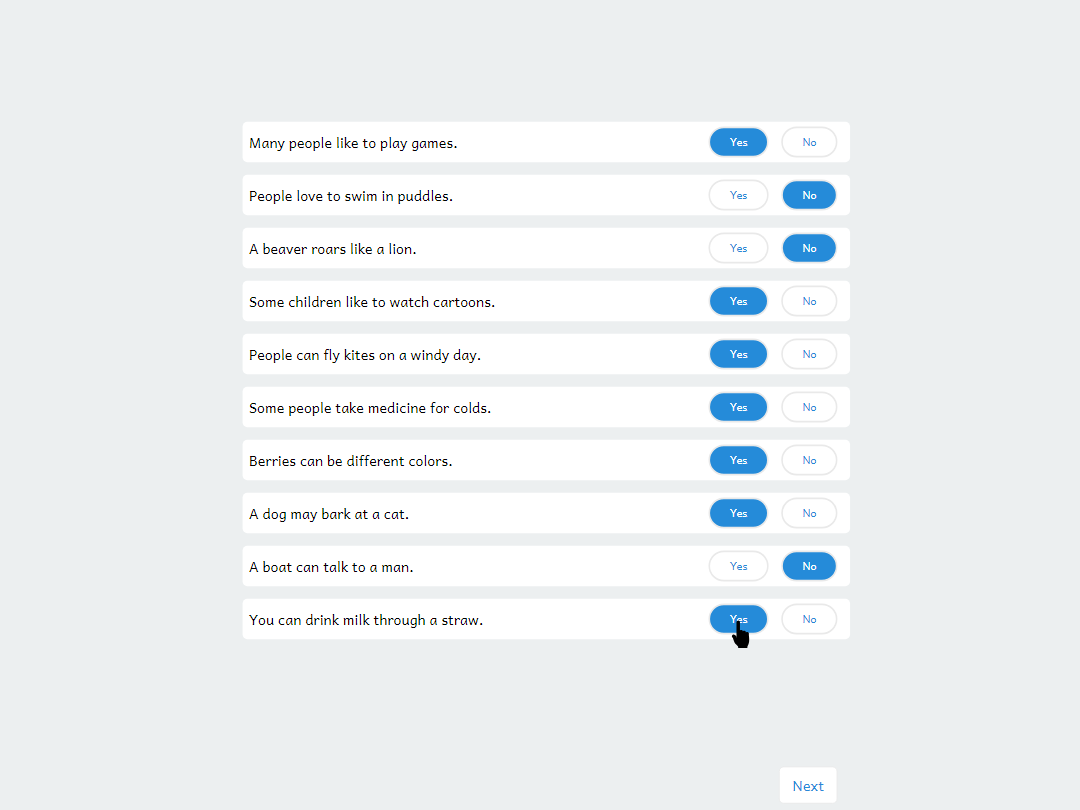 Many people like to play games. Yes No
People love to swim in puddles. Yes No
A beaver roars like a lion. Yes No
Some children like to watch cartoons. Yes No
People can fly kites on a windy day. Yes No
Some people take medicine for colds. Yes No
Berries can be different colors. Yes No
A dog may bark at a cat. Yes No
A boat can talk to a man. Yes No
You can drink milk through a straw. Yes No
Next